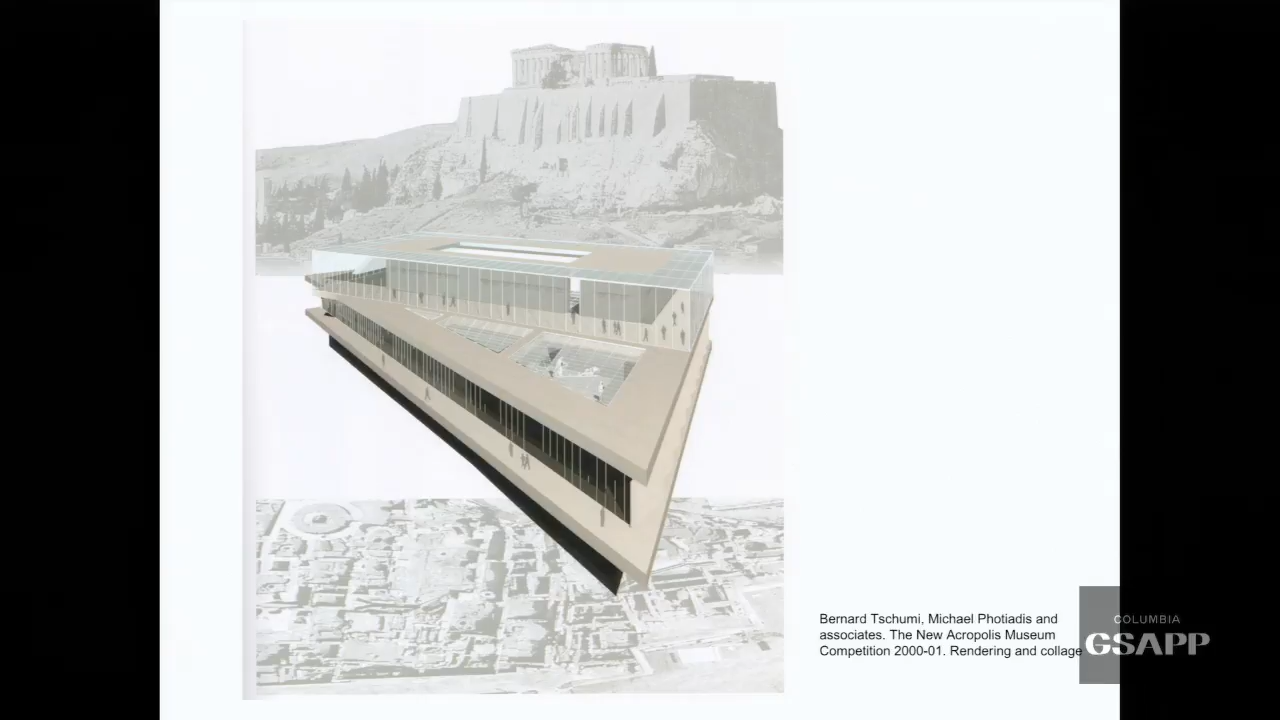 Bernard Tschumi, Michael Photiadis and
associates. The New Acropolis Museum
Competition 2000-01. Rendering and collage
COLUMBIA
GSAPP